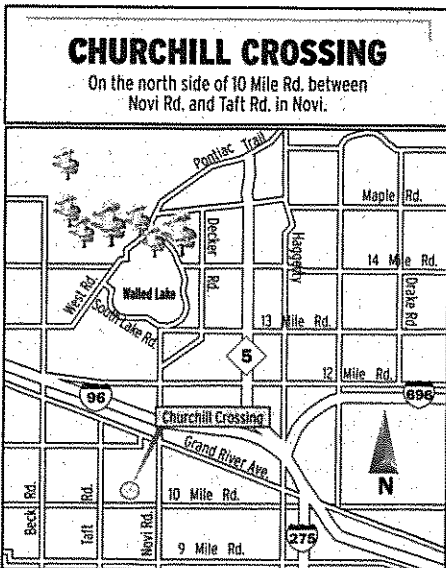 CHURCHILL CROSSING
On the north side of 10 Mile Rd. between
Novi Rd. and Taft Rd. in Novi.
Pontiac Trail
Maple Rd.
Decker Rd.
Haggerty
14 Mile Rd.
West Rd.
Walled Lake
Drake Rd.
South Lake Rd.
13 Mile Rd.
5
12 Mile Rd.
96
696
Churchill Crossing
Grand River Ave.
N
Beck Rd.
Taft Rd.
Novi Rd.
10 Mile Rd.
275
9 Mile Rd.